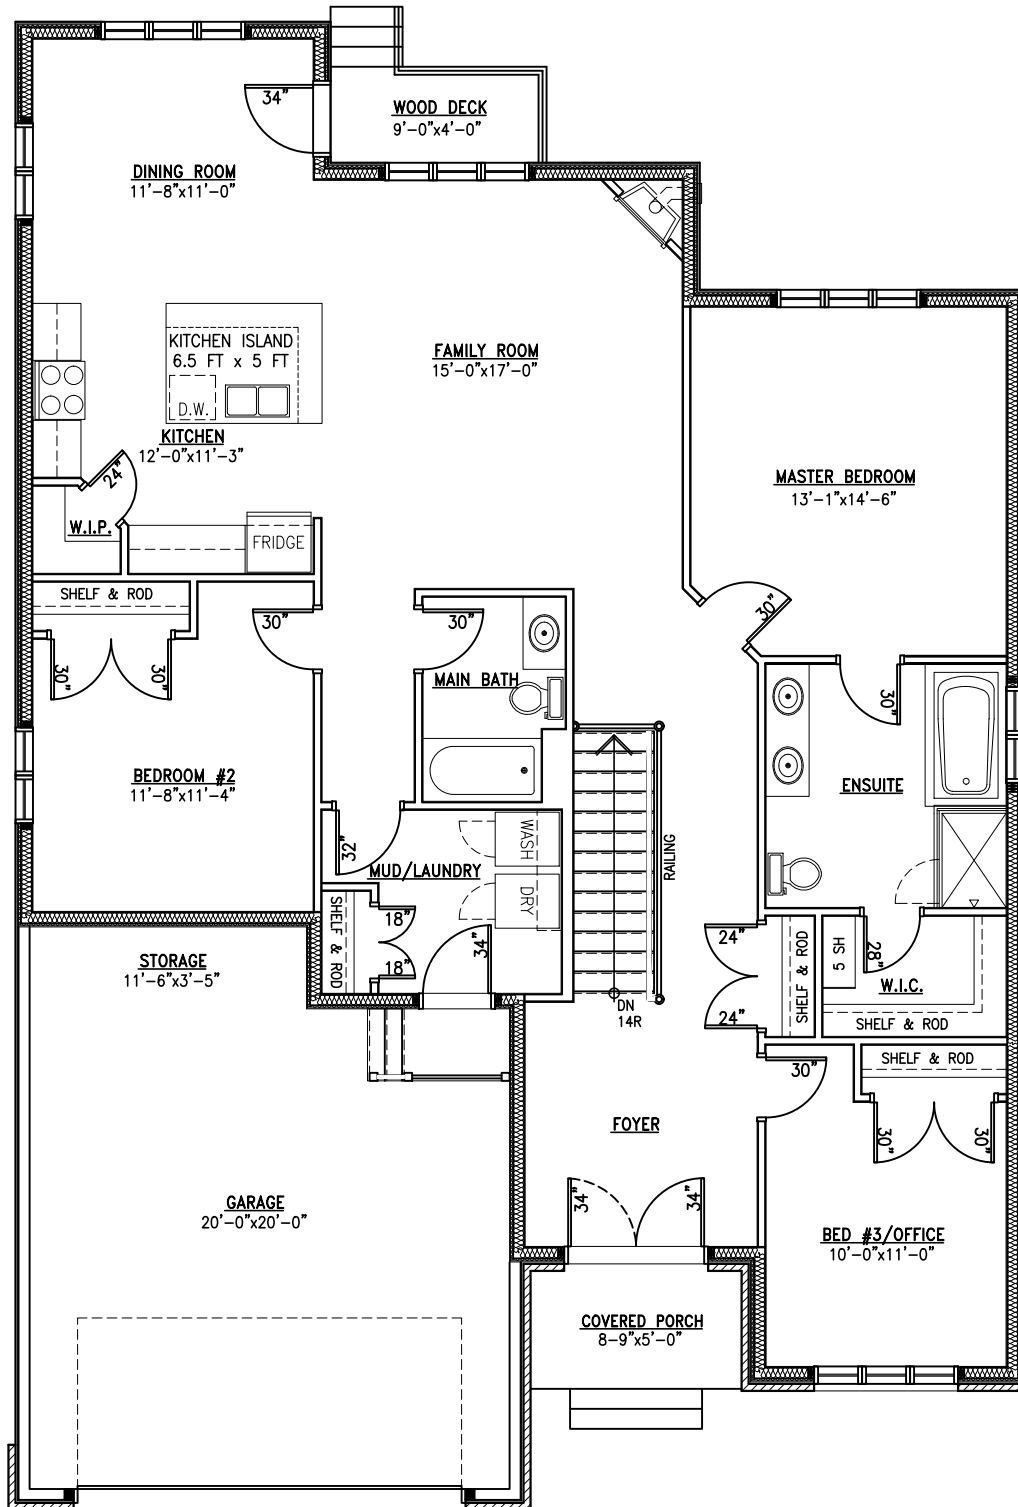 34"
WOOD DECK
9'-0"x4'-0"
DINING ROOM
11'-8"x11'-0"
KITCHEN ISLAND
6.5 FT x 5 FT
D.W.
FAMILY ROOM
15'-0"x17'-0"
KITCHEN
12'-0"x11'-3"
24"
W.I.P.
FRIDGE
MASTER BEDROOM
13'-1"x14'-6"
SHELF & ROD
30"
30"
30"
30"
30"
MAIN BATH
30"
30"
BEDROOM #2
11'-8"x11'-4"
ENSUITE
32"
MUD/LAUNDRY
WASH
DRY
RAILING
SHELF & ROD
18"
18"
34"
STORAGE
11'-6"x3'-5"
DN
14R
24"
24"
SHELF & ROD
5 SH
28"
W.I.C.
SHELF & ROD
SHELF & ROD
30"
30"
30"
FOYER
34"
34"
GARAGE
20'-0"x20'-0"
BED #3/OFFICE
10'-0"x11'-0"
COVERED PORCH
8-9"x5'-0"